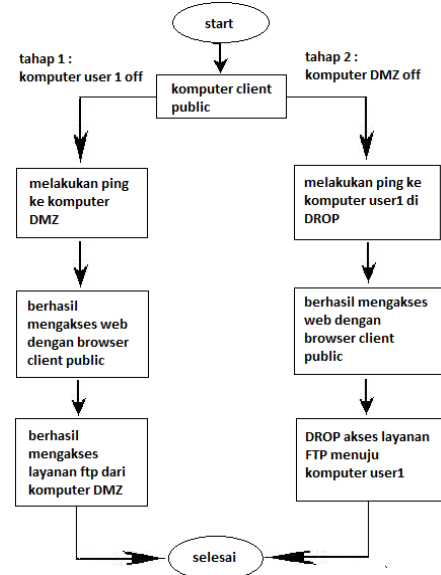 start
tahap 1 :
komputer user 1 off
tahap 2 :
komputer DMZ off
komputer client
public
melakukan ping
ke komputer
DMZ
berhasil
mengakses web
dengan browser
client public
berhasil
mengakses
layanan ftp dari
komputer DMZ
melakukan ping ke
komputer user1 di
DROP
berhasil mengakses
web dengan
browser client
public
DROP akses layanan
FTP menuju
komputer user1
selesai